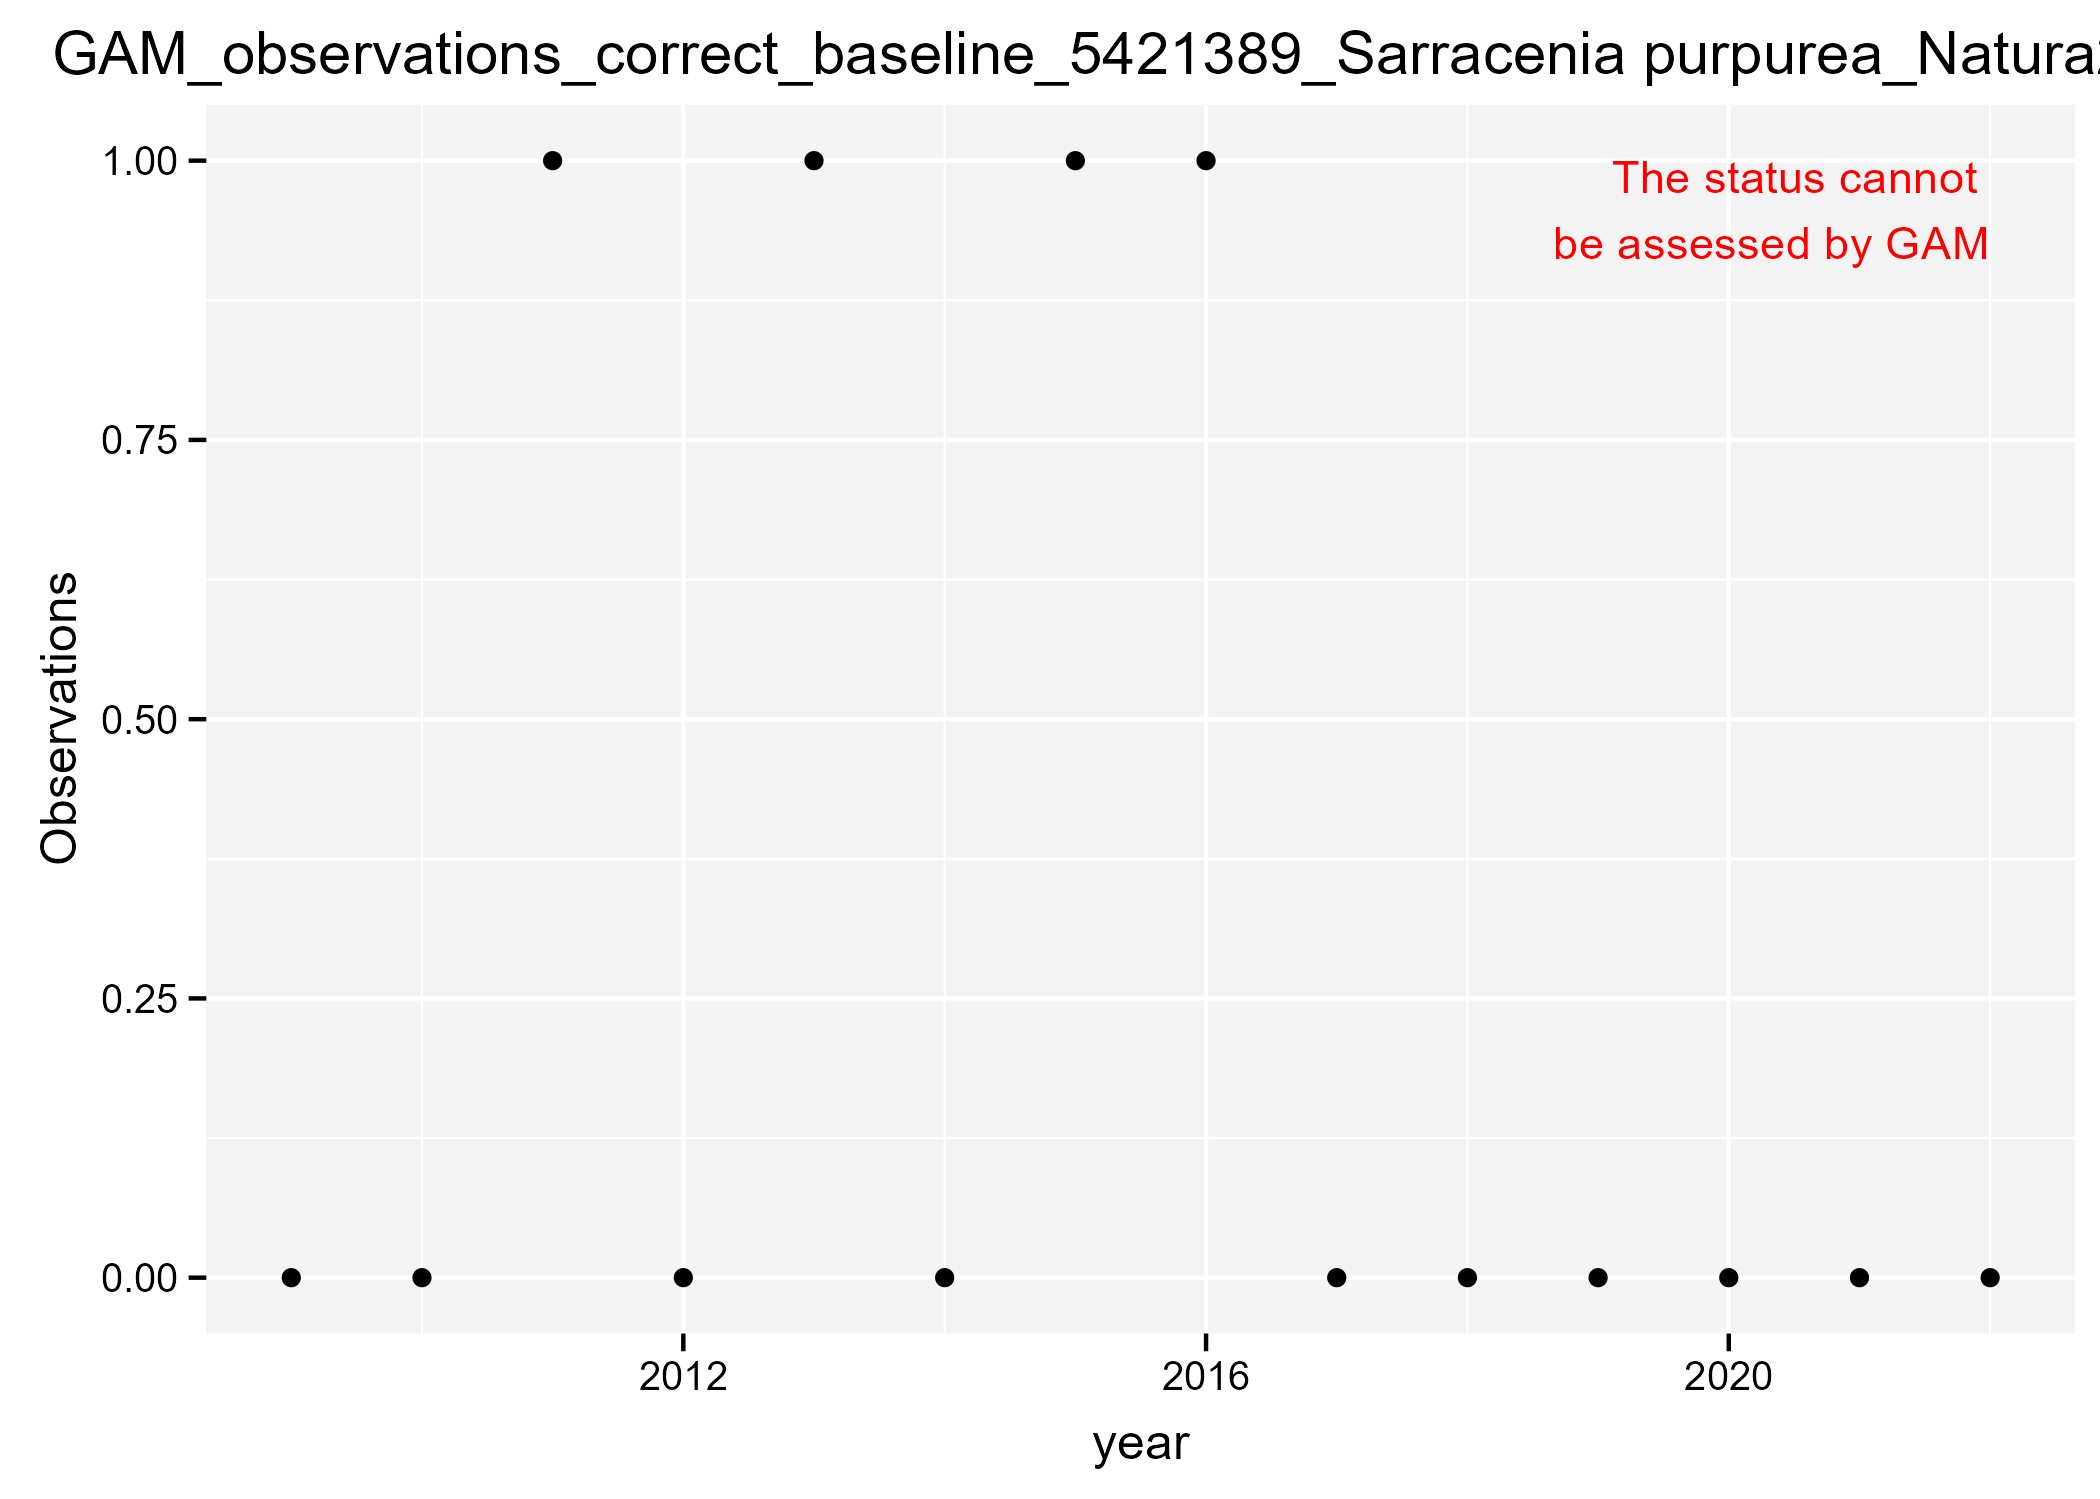 GAM_observations_correct_baseline_5421389_Sarracenia purpurea_Natura
1.00
The status cannot
be assessed by GAM
0.75
Observations
0.50
0.25
0.00
2012 2016 2020
year